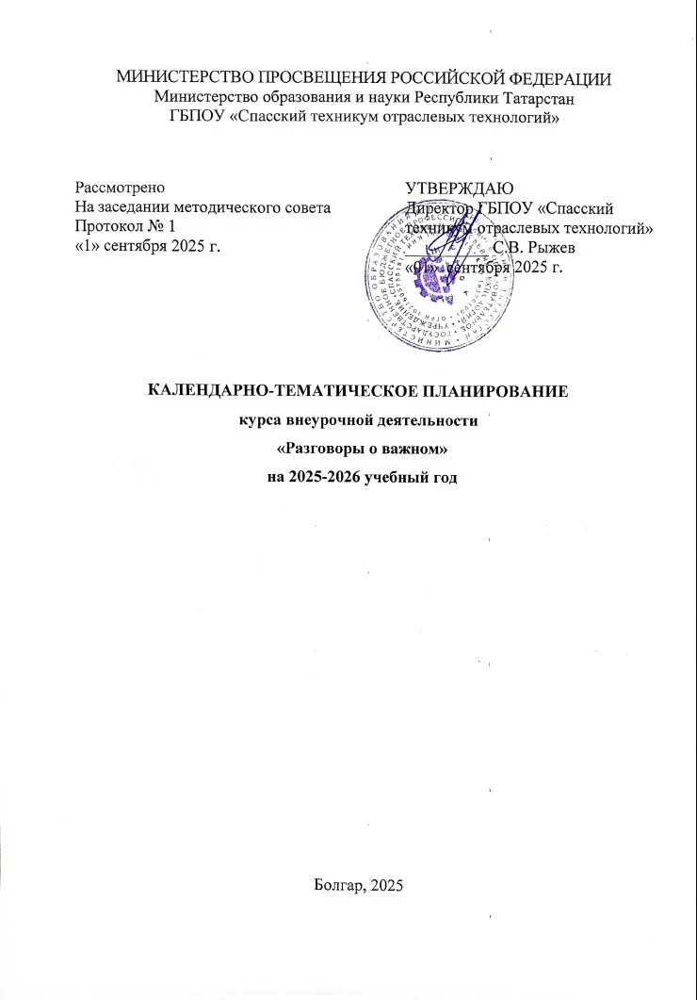 МИНИСТЕРСТВО ПРОСВЕЩЕНИЯ РОССИЙСКОЙ ФЕДЕРАЦИИ
Министерство образования и науки Республики Татарстан
ГБПОУ «Спасский техникум отраслевых технологий»
Рассмотрено
На заседании методического совета
Протокол № 1
«1» сентября 2025 г.
УТВЕРЖДАЮ
Директор ГБПОУ «Спасский
техникум отраслевых технологий»
__________ С.В. Рыжев
«01» сентября 2025 г.
КАЛЕНДАРНО-ТЕМАТИЧЕСКОЕ ПЛАНИРОВАНИЕ
курса внеурочной деятельности
«Разговоры о важном»
на 2025-2026 учебный год
Болгар, 2025